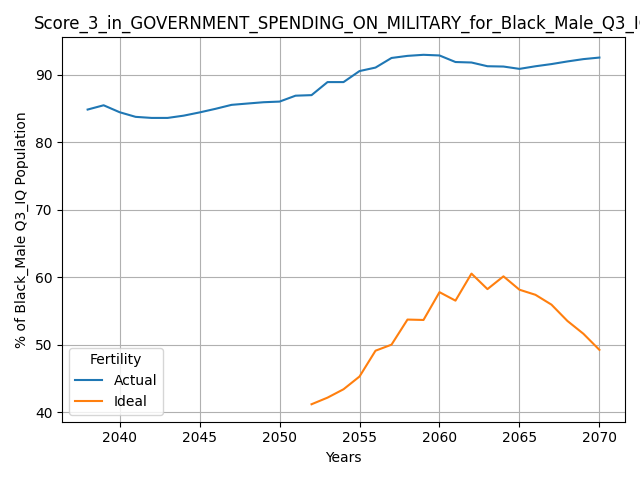 Score_3_in_GOVERNMENT_SPENDING_ON_MILITARY_for_Black_Male_Q3_IQ
% of Black_Male Q3_IQ Population
90
80
70
60
50
40
Fertility
Actual
Ideal
2040 2045 2050 2055 2060 2065 2070
Years